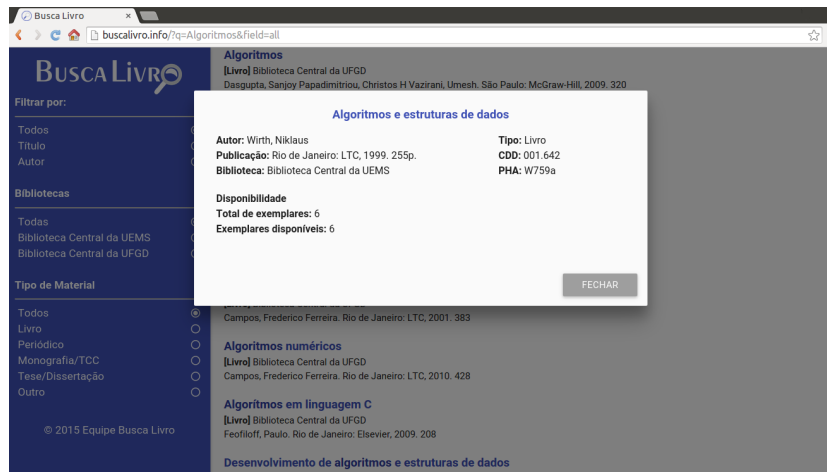 Busca Livro
buscalivro.info/?q=Algoritmos&field=all
BUSCA LIVRO
Filtrar por:
Todos
Título
Autor
Bibliotecas
Todas
Biblioteca Central da UEMS
Biblioteca Central da UFGD
Tipo de Material
Todos
Livro
Periódico
Monografia/TCC
Tese/Dissertação
Outro
© 2015 Equipe Busca Livro
Algoritmos
[Livro] Biblioteca Central da UFGD
Dasgupta, Sanjoy Papadimitriou, Christos H Vazirani, Umesh. São Paulo: McGraw-Hill, 2009. 320
Algoritmos e estruturas de dados
Autor: Wirth, Niklaus
Tipo: Livro
Publicação: Rio de Janeiro: LTC, 1999. 255p.
CDD: 001.642
Biblioteca: Biblioteca Central da UEMS
PHA: W759a
Disponibilidade
Total de exemplares: 6
Exemplares disponíveis: 6
FECHAR
Campos, Frederico Ferreira. Rio de Janeiro: LTC, 2001. 383
Algoritmos numéricos
[Livro] Biblioteca Central da UFGD
Campos, Frederico Ferreira. Rio de Janeiro: LTC, 2010. 428
Algorítmos em linguagem C
[Livro] Biblioteca Central da UFGD
Feofiloff, Paulo. Rio de Janeiro: Elsevier, 2009. 208
Desenvolvimento de algoritmos e estruturas de dados